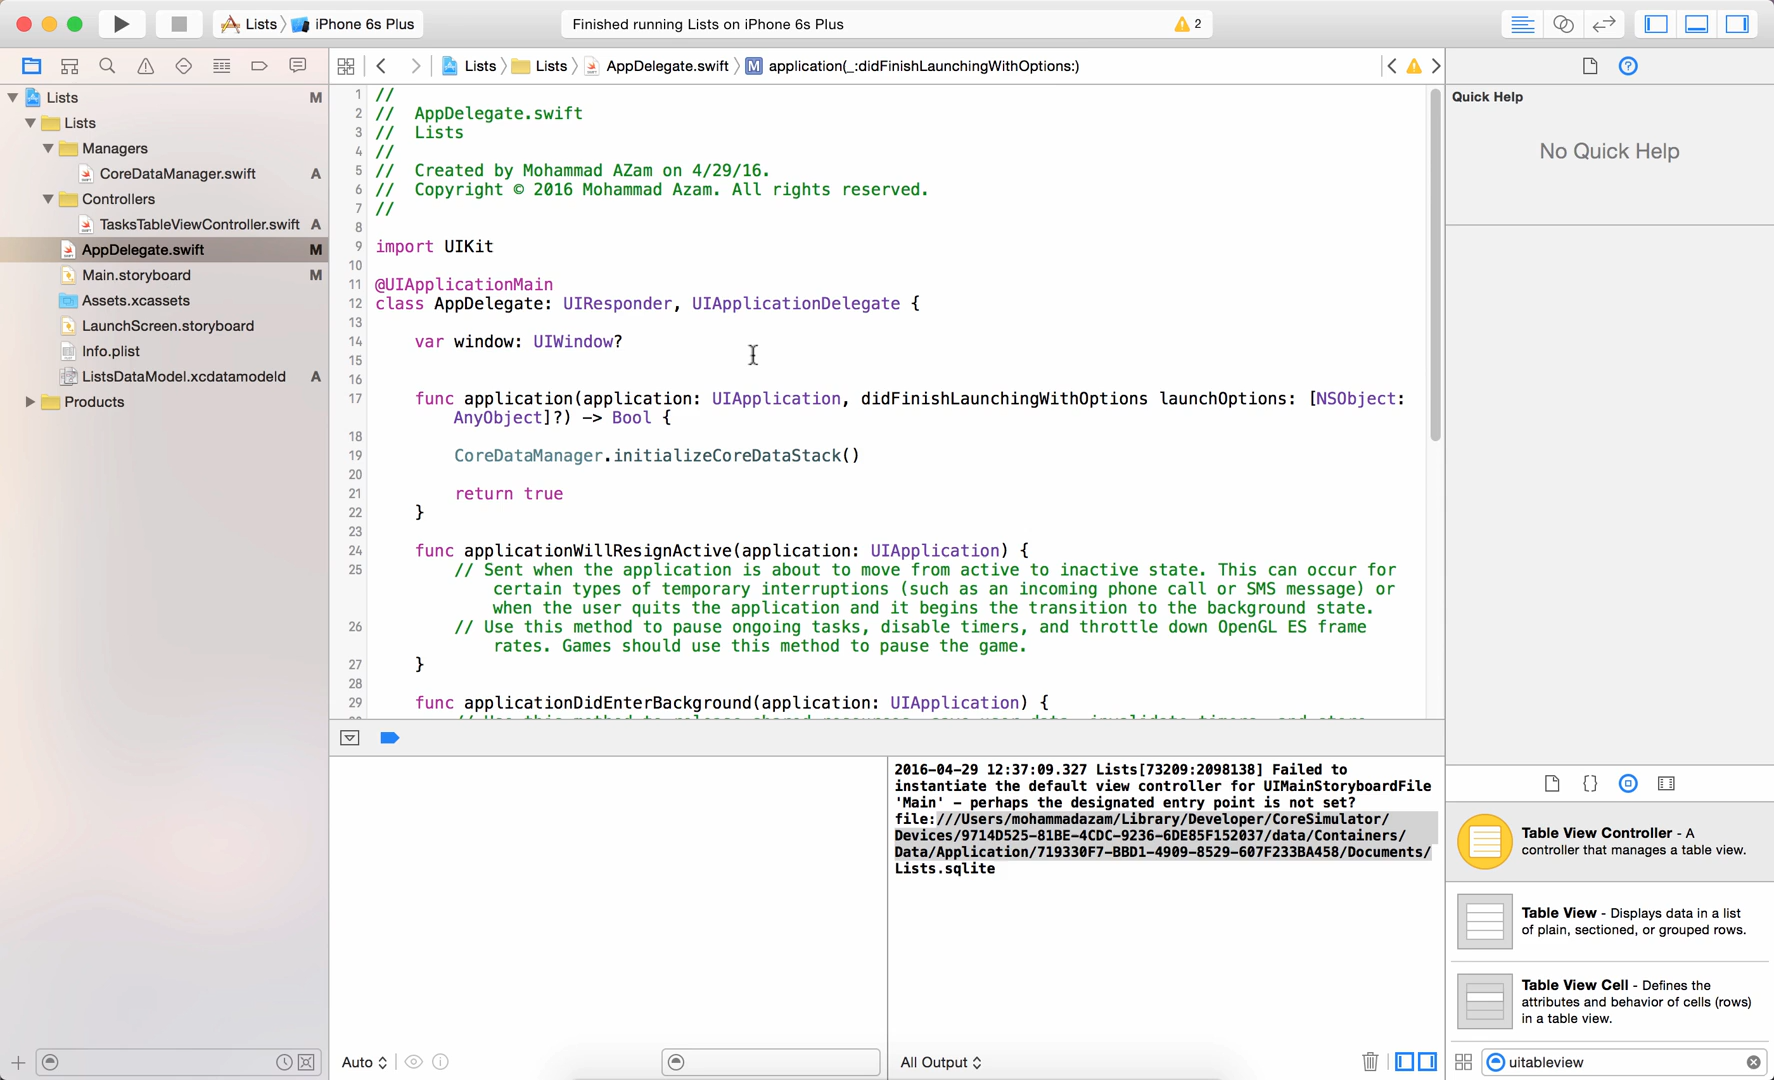 Lists
iPhone 6s Plus
Finished running Lists on iPhone 6s Plus
2
Lists
Lists
AppDelegate.swift
M
application(_:didFinishLaunchingWithOptions:)
Lists M
Lists
Managers
CoreDataManager.swift A
Controllers
TasksTableViewController.swift A
AppDelegate.swift M
Main.storyboard M
Assets.xcassets
LaunchScreen.storyboard
Info.plist
ListsDataModel.xcdatamodeld A
Products
1 //
2 // AppDelegate.swift
3 // Lists
4 //
5 // Created by Mohammad AZam on 4/29/16.
6 // Copyright © 2016 Mohammad Azam. All rights reserved.
7 //
8
9 import UIKit
10
11 @UIApplicationMain
12 class AppDelegate: UIResponder, UIApplicationDelegate {
13
14 var window: UIWindow?
15
16
17 func application(application: UIApplication, didFinishLaunchingWithOptions launchOptions: [NSObject:
AnyObject]?) -> Bool {
18
19 CoreDataManager.initializeCoreDataStack()
20
21 return true
22 }
23
24 func applicationWillResignActive(application: UIApplication) {
25 // Sent when the application is about to move from active to inactive state. This can occur for
certain types of temporary interruptions (such as an incoming phone call or SMS message) or
when the user quits the application and it begins the transition to the background state.
26 // Use this method to pause ongoing tasks, disable timers, and throttle down OpenGL ES frame
rates. Games should use this method to pause the game.
27 }
28
29 func applicationDidEnterBackground(application: UIApplication) {
2016-04-29 12:37:09.327 Lists[73209:2098138] Failed to
instantiate the default view controller for UIMainStoryboardFile
'Main' - perhaps the designated entry point is not set?
file:///Users/mohammadazam/Library/Developer/CoreSimulator/
Devices/9714D525-81BE-4CDC-9236-6DE85F152037/data/Containers/
Data/Application/719330F7-BBD1-4909-8529-607F233BA458/Documents/
Lists.sqlite
Auto
All Output
Quick Help
No Quick Help
Table View Controller - A
controller that manages a table view.
Table View - Displays data in a list
of plain, sectioned, or grouped rows.
Table View Cell - Defines the
attributes and behavior of cells (rows)
in a table view.
uitableview